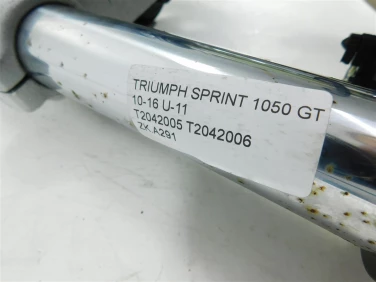 TRIUMPH SPRINT 1050 GT
10-16 U-11
T2042005 T2042006
ZK A291